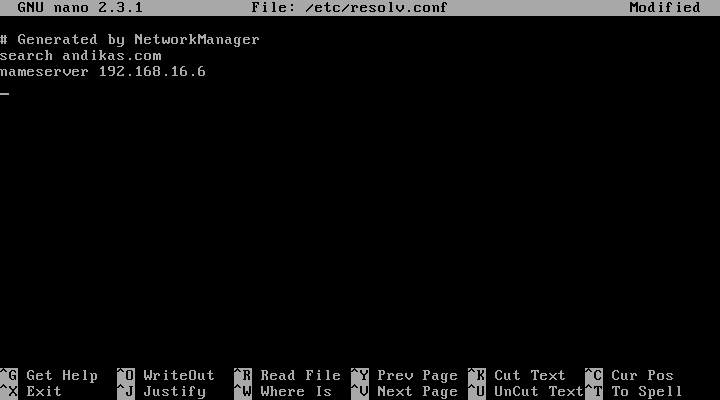 GNU nano 2.3.1 File: /etc/resolv.conf Modified
# Generated by NetworkManager
search andikas.com
nameserver 192.168.16.6
^G Get Help ^O WriteOut ^R Read File ^Y Prev Page ^K Cut Text ^C Cur Pos
^X Exit ^J Justify ^W Where Is ^V Next Page ^U UnCut Text ^T To Spell